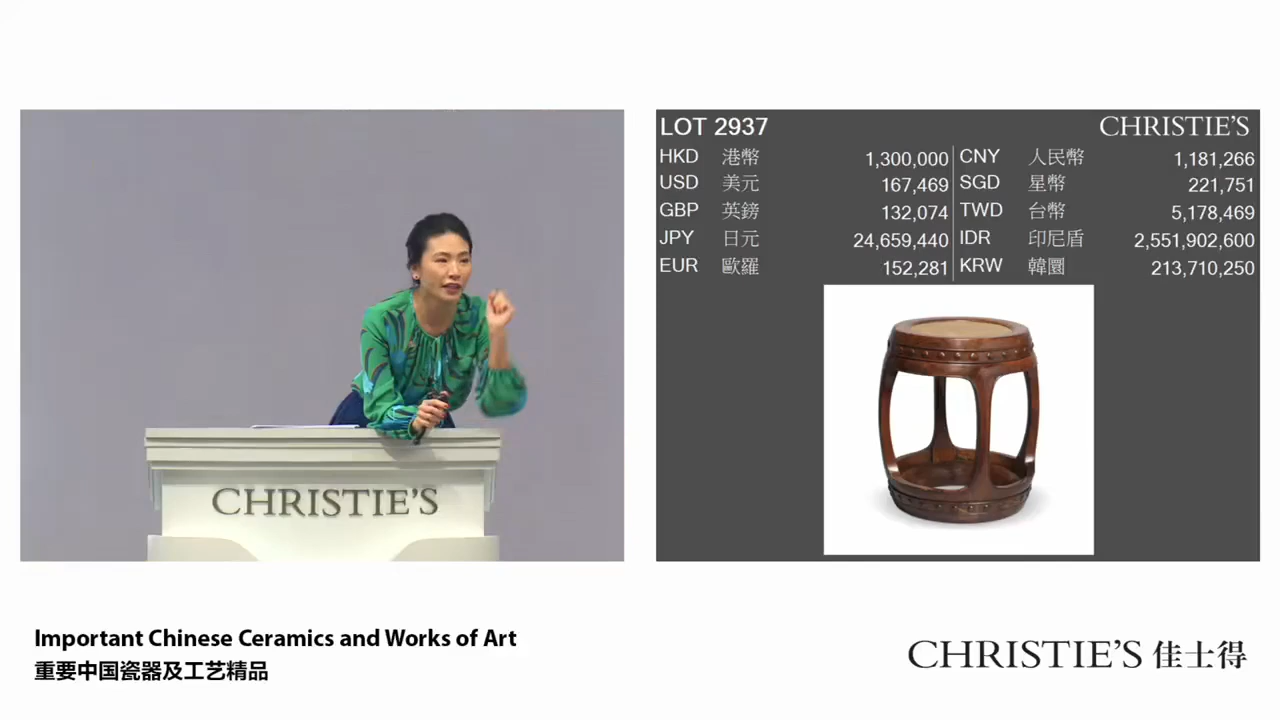 CHRISTIE'S
LOT 2937
CHRISTIE'S
HKD 港幣 1,300,000 CNY 人民幣 1,181,266
USD 美元 167,469 SGD 星幣 221,751
GBP 英鎊 132,074 TWD 台幣 5,178,469
JPY 日元 24,659,440 IDR 印尼盾 2,551,902,600
EUR 歐羅 152,281 KRW 韓圜 213,710,250
Important Chinese Ceramics and Works of Art
重要中国瓷器及工艺精品
CHRISTIE'S 佳士得